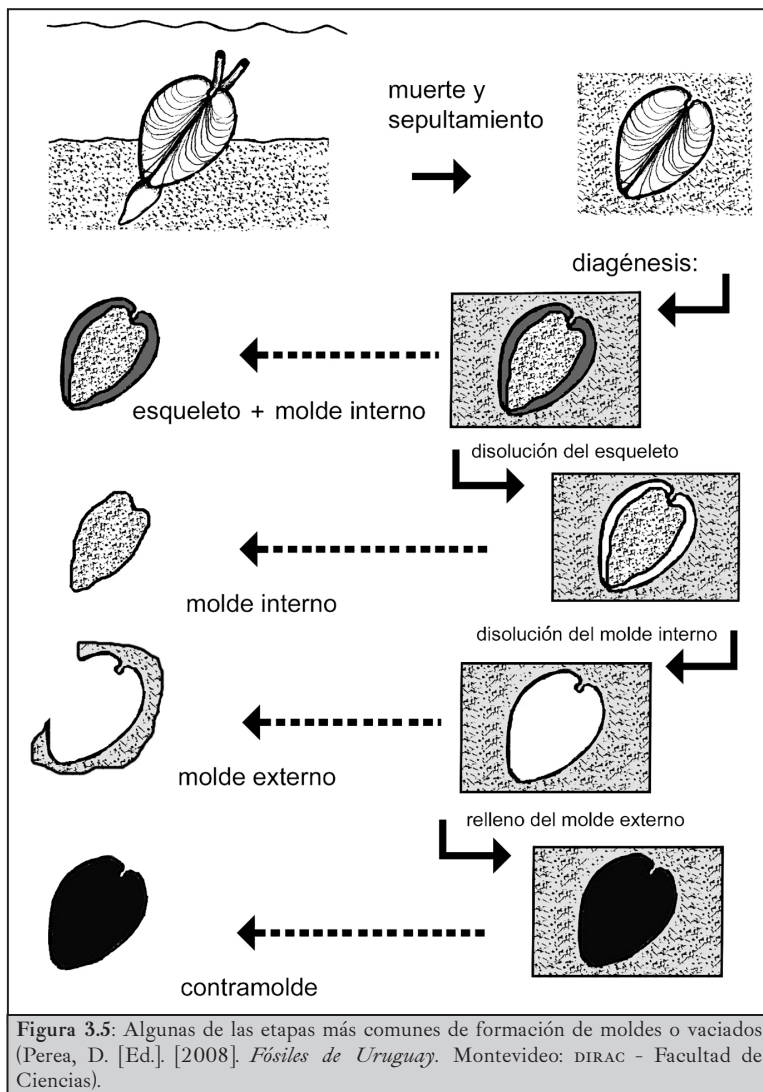 muerte y
sepultamiento
diagénesis:
esqueleto + molde interno
disolución del esqueleto
molde interno
disolución del molde interno
molde externo
relleno del molde externo
contramolde
Figura 3.5: Algunas de las etapas más comunes de formación de moldes o vaciados
(Perea, D. [Ed.]. [2008]. Fósiles de Uruguay. Montevideo: DIRAC - Facultad de
Ciencias).